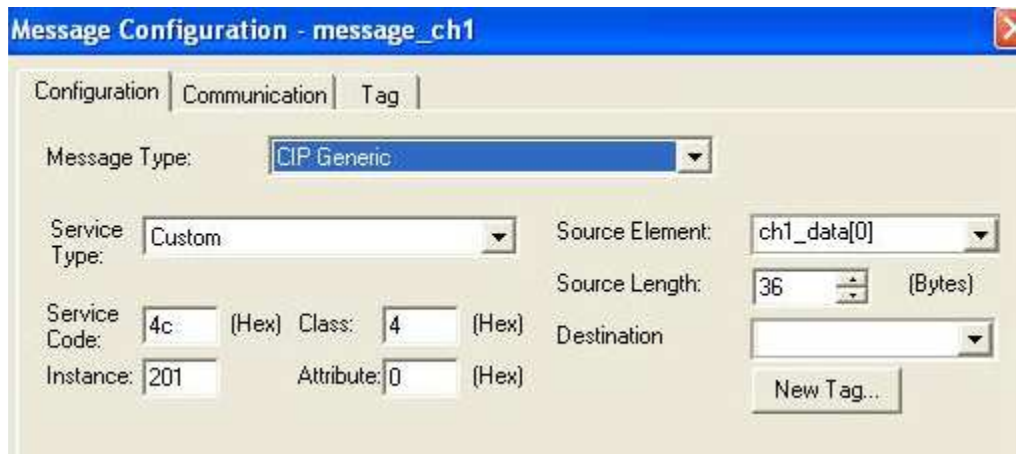 Message Configuration - message_ch1
Configuration Communication Tag
Message Type: CIP Generic
Service Type: Custom
Source Element: ch1_data[0]
Source Length: 36 (Bytes)
Service Code: 4c (Hex) Class: 4 (Hex)
Destination
Instance: 201 Attribute: 0 (Hex)
New Tag...